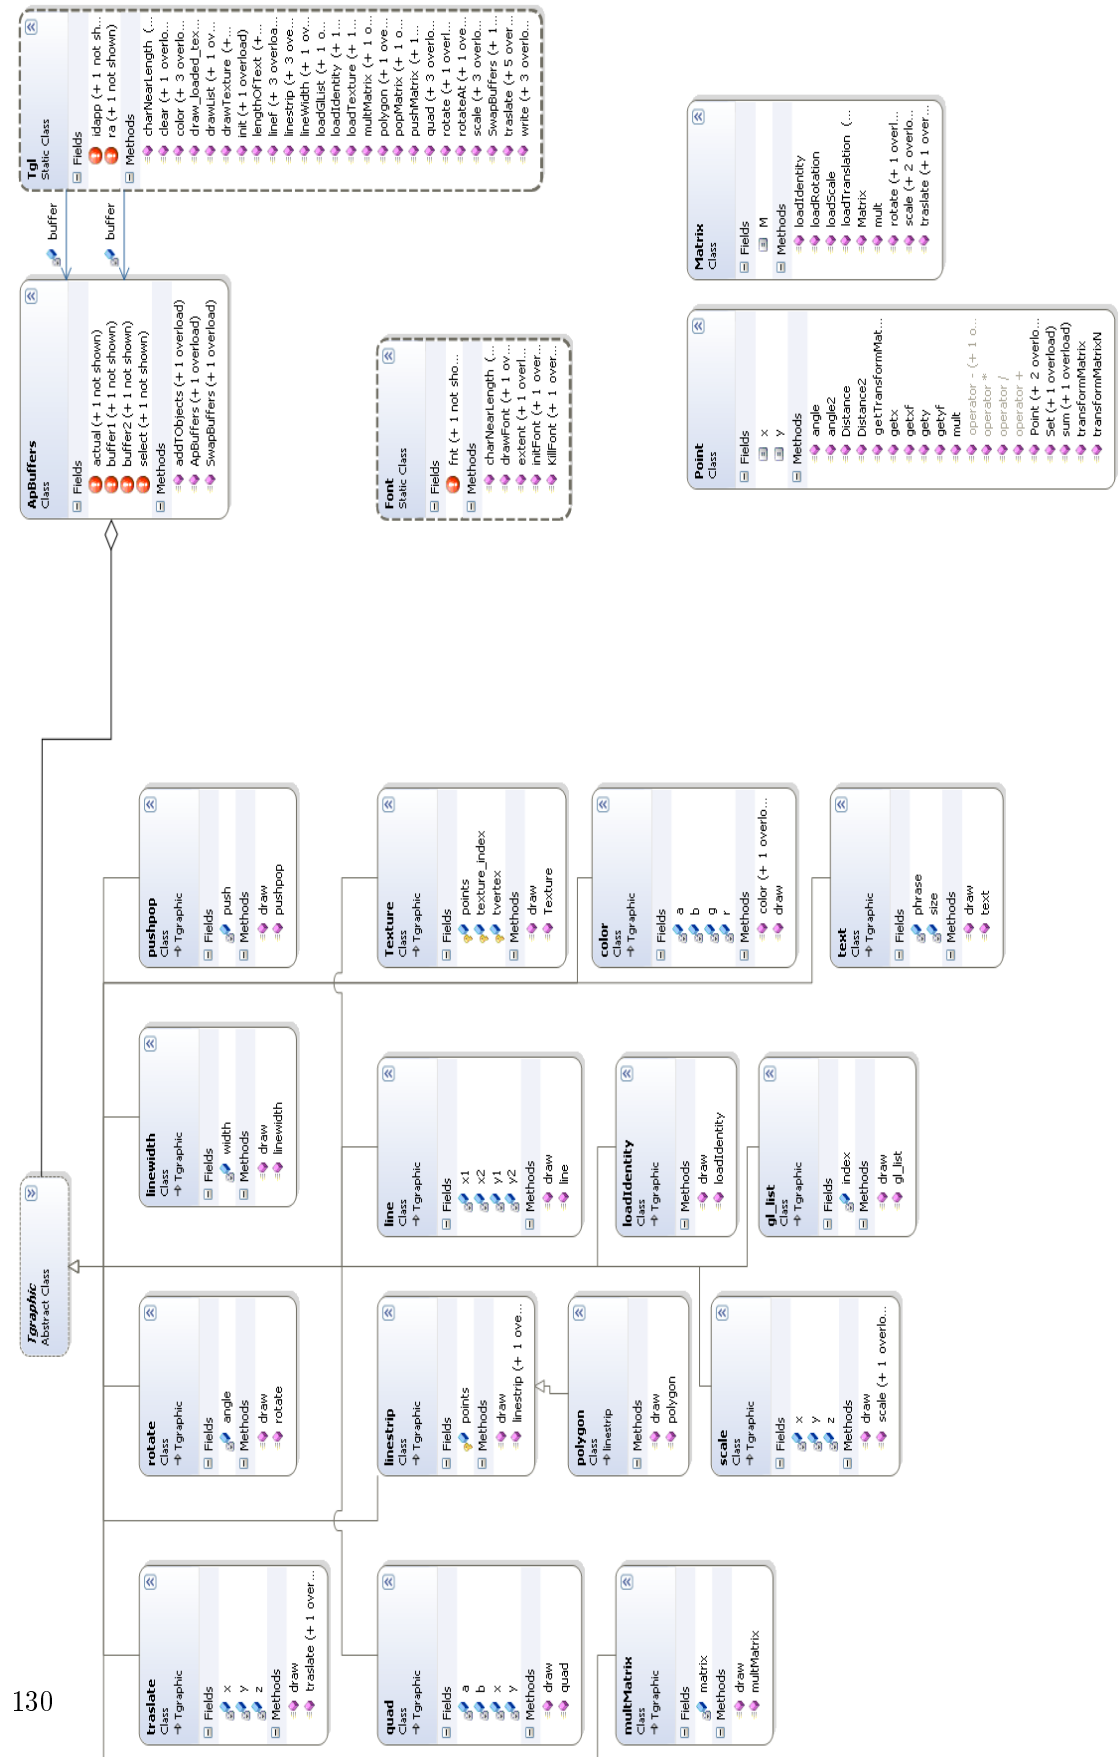 130
Tgraphic
Abstract Class
traslate
Class
Tgraphic
Fields
x
y
z
Methods
draw
traslate (+ 1 over...
rotate
Class
Tgraphic
Fields
angle
Methods
draw
rotate
linewidth
Class
Tgraphic
Fields
width
Methods
draw
linewidth
pushpop
Class
Tgraphic
Fields
push
Methods
draw
pushpop
quad
Class
Tgraphic
Fields
a
b
x
y
Methods
draw
quad
linestrip
Class
Tgraphic
Fields
points
Methods
draw
linestrip (+ 1 ove...
line
Class
Tgraphic
Fields
x1
x2
y1
y2
Methods
draw
line
Texture
Class
Tgraphic
Fields
points
texture_index
tvertex
Methods
draw
Texture
polygon
Class
linestrip
Methods
draw
polygon
multMatrix
Class
Tgraphic
Fields
matrix
Methods
draw
multMatrix
loadIdentity
Class
Tgraphic
Methods
draw
loadIdentity
color
Class
Tgraphic
Fields
a
b
g
r
Methods
color (+ 1 overlo...
draw
scale
Class
Tgraphic
Fields
x
y
z
Methods
draw
scale (+ 1 overlo...
gl_list
Class
Tgraphic
Fields
index
Methods
draw
gl_list
text
Class
Tgraphic
Fields
phrase
size
Methods
draw
text
ApBuffers
Class
Fields
actual (+ 1 not shown)
buffer1 (+ 1 not shown)
buffer2 (+ 1 not shown)
select (+ 1 not shown)
Methods
addTObjects (+ 1 overload)
ApBuffers (+ 1 overload)
SwapBuffers (+ 1 overload)
buffer
buffer
Tgl
Static Class
Fields
idapp (+ 1 not sh...
ra (+ 1 not shown)
Methods
charNearLength (...
clear (+ 1 overlo...
color (+ 3 overlo...
draw_loaded_tex...
drawList (+ 1 ov...
drawTexture (+...
init (+ 1 overload)
lengthOfText (+...
linef (+ 3 overloa...
linestrip (+ 3 ove...
lineWidth (+ 1 ov...
loadGlList (+ 1 o...
loadIdentity (+ 1...
loadTexture (+ 1...
multMatrix (+ 1 o...
polygon (+ 1 ove...
popMatrix (+ 1 o...
pushMatrix (+ 1...
quad (+ 3 overlo...
rotate (+ 1 overl...
rotateAt (+ 1 ove...
scale (+ 3 overlo...
SwapBuffers (+ 1...
traslate (+ 5 over...
write (+ 3 overlo...
Font
Static Class
Fields
fnt (+ 1 not sho...
Methods
charNearLength (...
drawFont (+ 1 ov...
extent (+ 1 overl...
initFont (+ 1 over...
KillFont (+ 1 over...
Point
Class
Fields
x
y
Methods
angle
angle2
Distance
Distance2
getTransformMat...
getx
getxf
gety
getyf
mult
operator - (+ 1 o...
operator *
operator /
operator +
Point (+ 2 overlo...
Set (+ 1 overload)
sum (+ 1 overload)
transformMatrix
transformMatrixN
Matrix
Class
Fields
M
Methods
loadIdentity
loadRotation
loadScale
loadTranslation (...
Matrix
mult
rotate (+ 1 overl...
scale (+ 2 overlo...
traslate (+ 1 over...